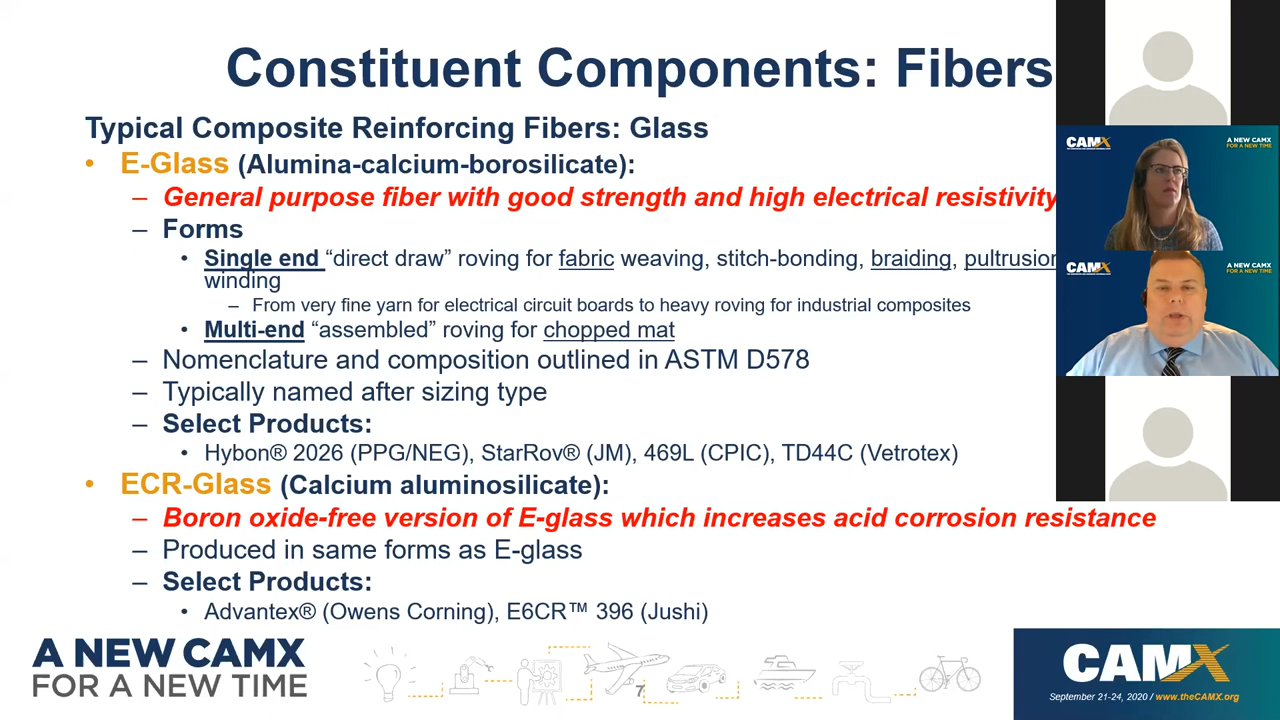 Constituent Components: Fibers
Typical Composite Reinforcing Fibers: Glass
• E-Glass (Alumina-calcium-borosilicate):
– General purpose fiber with good strength and high electrical resistivity
– Forms
• Single end “direct draw” roving for fabric weaving, stitch-bonding, braiding, pultrusion
winding
– From very fine yarn for electrical circuit boards to heavy roving for industrial composites
• Multi-end “assembled” roving for chopped mat
– Nomenclature and composition outlined in ASTM D578
– Typically named after sizing type
– Select Products:
• Hybon® 2026 (PPG/NEG), StarRov® (JM), 469L (CPIC), TD44C (Vetrotex)
• ECR-Glass (Calcium aluminosilicate):
– Boron oxide-free version of E-glass which increases acid corrosion resistance
– Produced in same forms as E-glass
– Select Products:
• Advantex® (Owens Corning), E6CR™ 396 (Jushi)
A NEW CAMX
FOR A NEW TIME
7
CAMX
September 21-24, 2020 / www.theCAMX.org
CAMX
A NEW CAMX
FOR A NEW TIME
CAMX
A NEW CAMX
FOR A NEW TIME